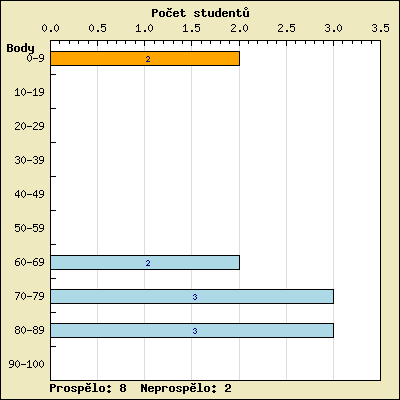 Počet studentů
Body
0.0 0.5 1.0 1.5 2.0 2.5 3.0 3.5
0-9 2
10-19
20-29
30-39
40-49
50-59
60-69 2
70-79 3
80-89 3
90-100
Prospělo: 8 Neprospělo: 2